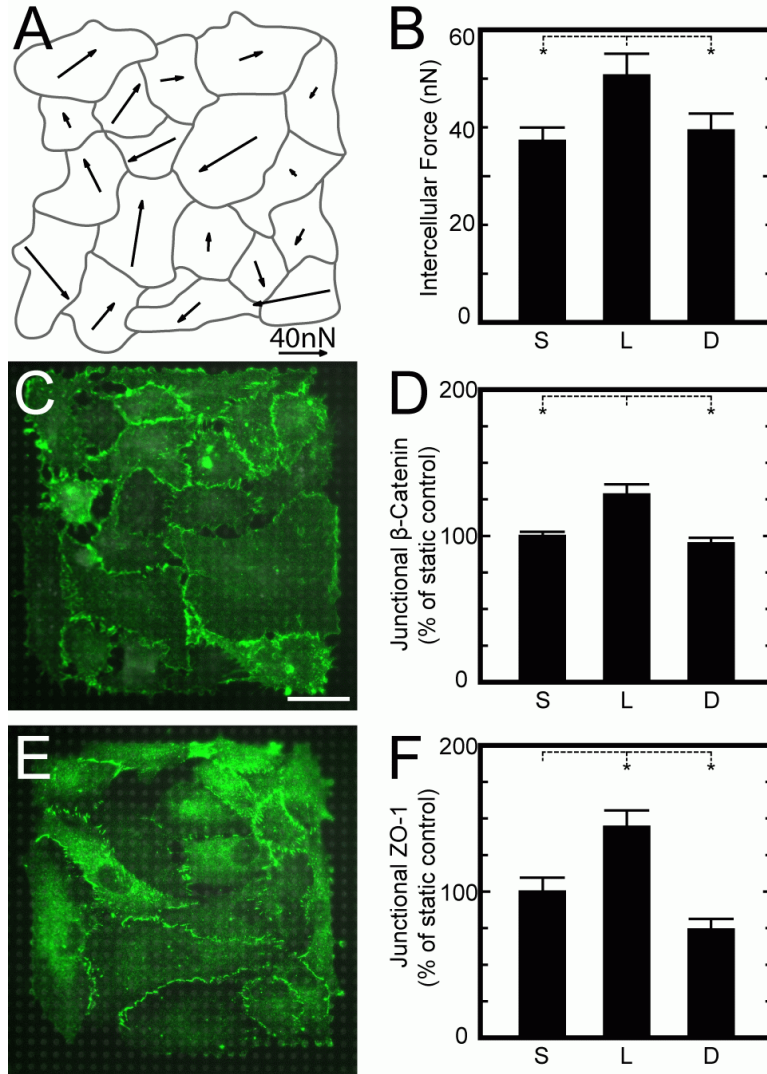 A
40nN
B
Intercellular Force (nN)
60
40
20
0
* *
S L D
C
D
Junctional β-Catenin
(% of static control)
200
100
0
* *
S L D
E
F
Junctional ZO-1
(% of static control)
200
100
0
* * *
S L D